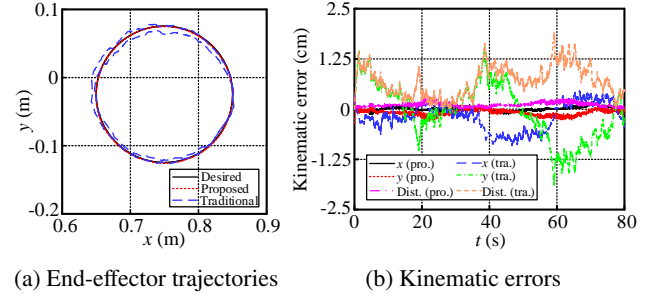 0.1
0
-0.1
-0.2
y (m)
0.6 0.7 0.8 0.9
x (m)
Desired
Proposed
Traditional
(a) End-effector trajectories
2.5
1.25
0
-1.25
-2.5
Kinematic error (cm)
0 20 40 60 80
t (s)
x (pro.) x (tra.)
y (pro.) y (tra.)
Dist. (pro.) Dist. (tra.)
(b) Kinematic errors